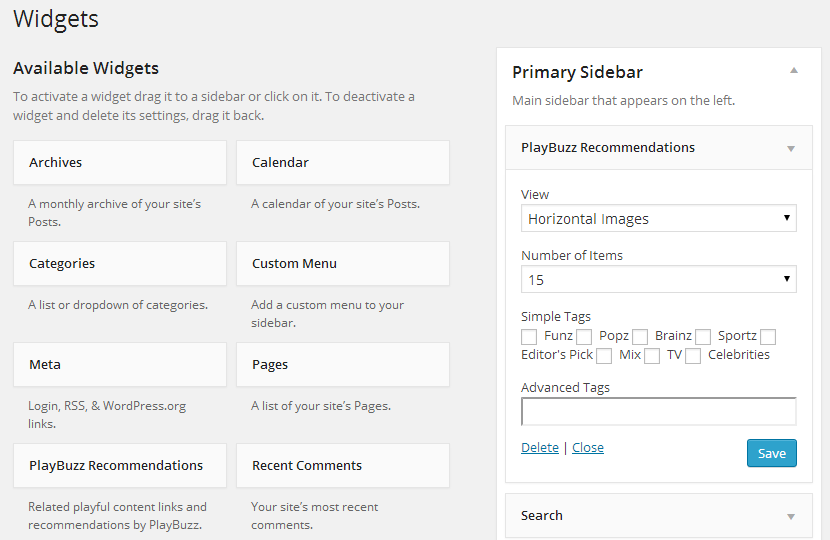 Widgets
Available Widgets
To activate a widget drag it to a sidebar or click on it. To deactivate a
widget and delete its settings, drag it back.
Archives
Calendar
A monthly archive of your site's
Posts.
A calendar of your site's Posts.
Categories
Custom Menu
A list or dropdown of categories.
Add a custom menu to your
sidebar.
Meta
Pages
Login, RSS, & WordPress.org
links.
A list of your site's Pages.
PlayBuzz Recommendations
Recent Comments
Related playful content links and
recommendations by PlayBuzz.
Your site's most recent
comments.
Primary Sidebar
Main sidebar that appears on the left.
PlayBuzz Recommendations
View
Horizontal Images
Number of Items
15
Simple Tags
Funz Popz Brainz Sportz
Editor's Pick Mix TV Celebrities
Advanced Tags
Delete | Close
Save
Search